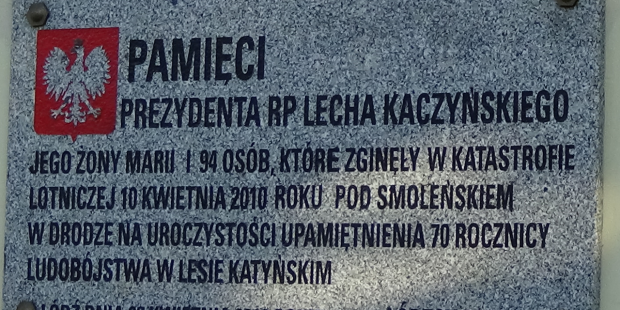 PAMIĘCI
PREZYDENTA RP LECHA KACZYŃSKIEGO
JEGO ŻONY MARII I 94 OSÓB, KTÓRE ZGINĘŁY W KATASTROFIE
LOTNICZEJ 10 KWIETNIA 2010 ROKU POD SMOLEŃSKIEM
W DRODZE NA UROCZYSTOŚCI UPAMIĘTNIENIA 70 ROCZNICY
LUDOBÓJSTWA W LESIE KATYŃSKIM